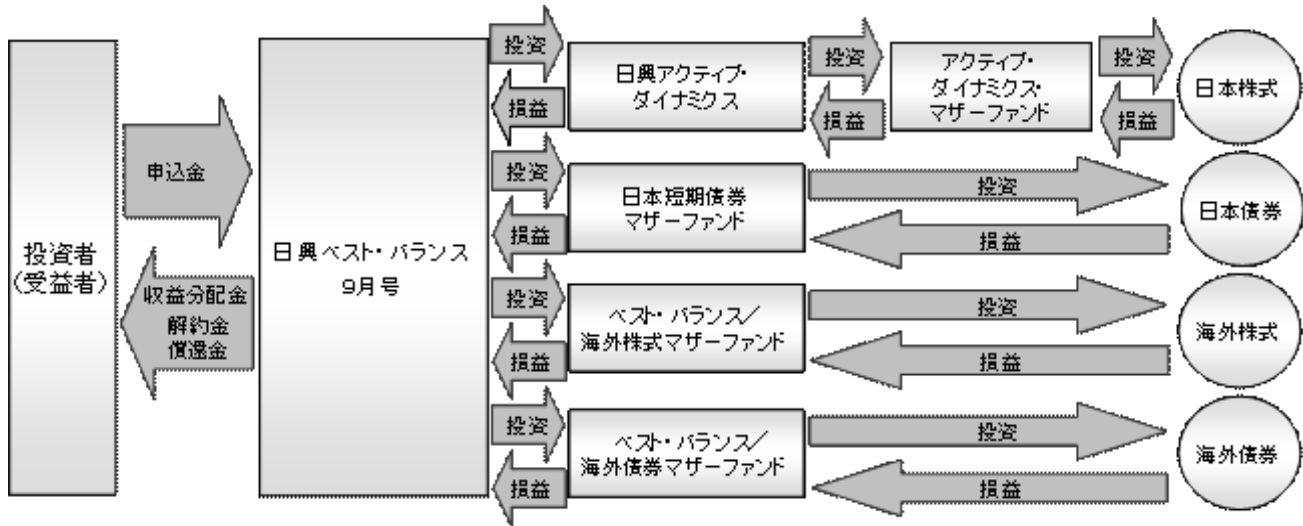 投資者
(受益者)
申込金
収益分配金
解約金
償還金
日興ベスト・バランス
9月号
投資
損益
日興アクティブ・
ダイナミクス
投資
損益
アクティブ・
ダイナミクス・
マザーファンド
投資
損益
日本株式
投資
損益
日本短期債券
マザーファンド
投資
損益
日本債券
投資
損益
ベスト・バランス/
海外株式マザーファンド
投資
損益
海外株式
投資
損益
ベスト・バランス/
海外債券マザーファンド
投資
損益
海外債券